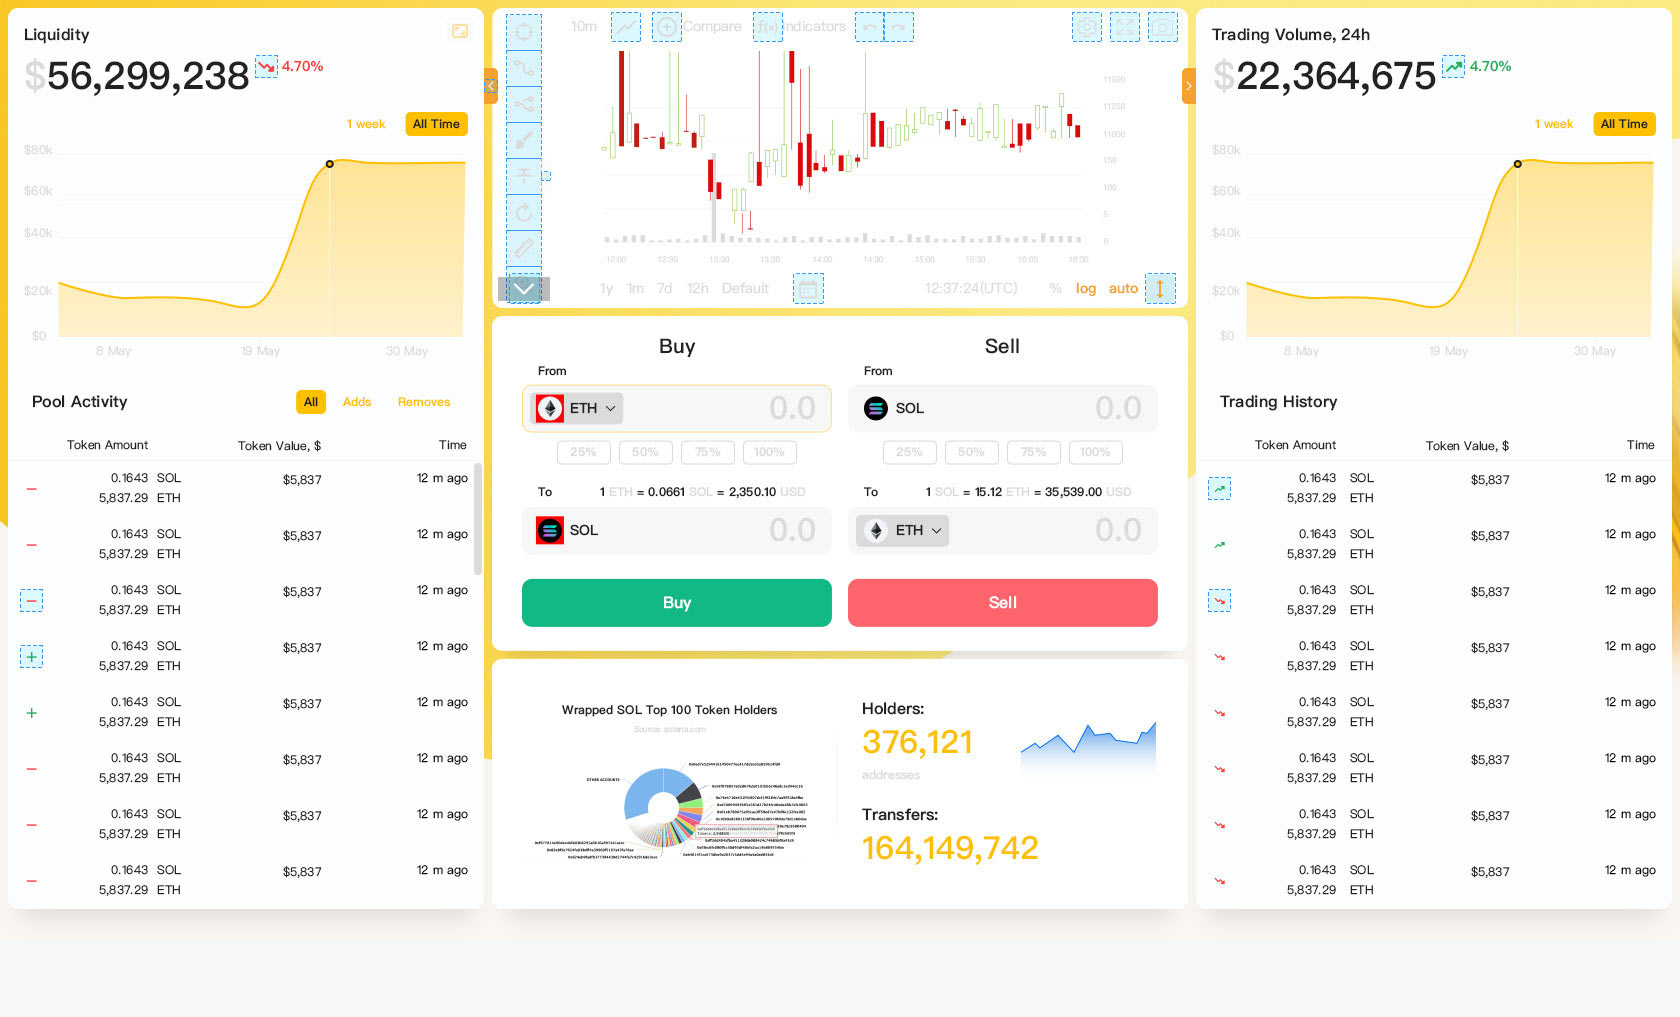 Liquidity
$56,299,238 4.70%
1 week All Time
$80k
$60k
$40k
$20k
$0
8 May 19 May 30 May
Pool Activity All Adds Removes
Token Amount Token Value, $ Time
0.1643 SOL $5,837 12 m ago
5,837.29 ETH
0.1643 SOL $5,837 12 m ago
5,837.29 ETH
0.1643 SOL $5,837 12 m ago
5,837.29 ETH
0.1643 SOL $5,837 12 m ago
5,837.29 ETH
0.1643 SOL $5,837 12 m ago
5,837.29 ETH
0.1643 SOL $5,837 12 m ago
5,837.29 ETH
0.1643 SOL $5,837 12 m ago
5,837.29 ETH
0.1643 SOL $5,837 12 m ago
5,837.29 ETH
10m Compare f(x) Indicators
11500
11250
11000
150
100
5
0
12:00 12:30 13:00 13:30 14:00 14:30 15:00 15:30 16:00 16:30
1y 1m 7d 12h Default 12:37:24(UTC) % log auto
Buy
From
ETH 0.0
25% 50% 75% 100%
To 1 ETH = 0.0661 SOL = 2,350.10 USD
SOL 0.0
Buy
Sell
From
SOL 0.0
25% 50% 75% 100%
To 1 SOL = 15.12 ETH = 35,539.00 USD
ETH 0.0
Sell
Wrapped SOL Top 100 Token Holders
Source: solana.com
OTHER ACCOUNTS
Holders:
376,121
addresses
Transfers:
164,149,742
Trading Volume, 24h
$22,364,675 4.70%
1 week All Time
$80k
$60k
$40k
$20k
$0
8 May 19 May 30 May
Trading History
Token Amount Token Value, $ Time
0.1643 SOL $5,837 12 m ago
5,837.29 ETH
0.1643 SOL $5,837 12 m ago
5,837.29 ETH
0.1643 SOL $5,837 12 m ago
5,837.29 ETH
0.1643 SOL $5,837 12 m ago
5,837.29 ETH
0.1643 SOL $5,837 12 m ago
5,837.29 ETH
0.1643 SOL $5,837 12 m ago
5,837.29 ETH
0.1643 SOL $5,837 12 m ago
5,837.29 ETH
0.1643 SOL $5,837 12 m ago
5,837.29 ETH